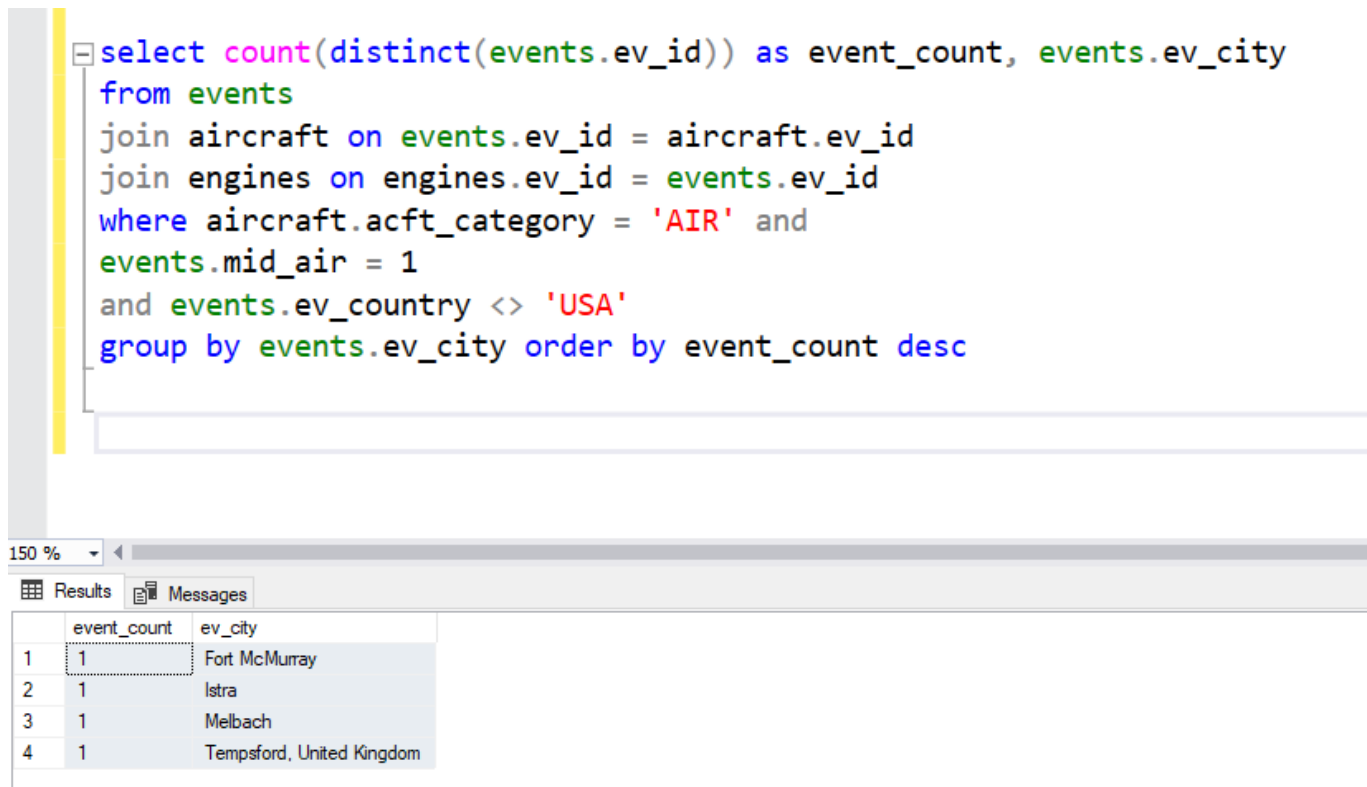 select count(distinct(events.ev_id)) as event_count, events.ev_city
from events
join aircraft on events.ev_id = aircraft.ev_id
join engines on engines.ev_id = events.ev_id
where aircraft.acft_category = 'AIR' and
events.mid_air = 1
and events.ev_country <> 'USA'
group by events.ev_city order by event_count desc
150 %
Results Messages
event_count ev_city
1 1 Fort McMurray
2 1 Istra
3 1 Melbach
4 1 Tempsford, United Kingdom